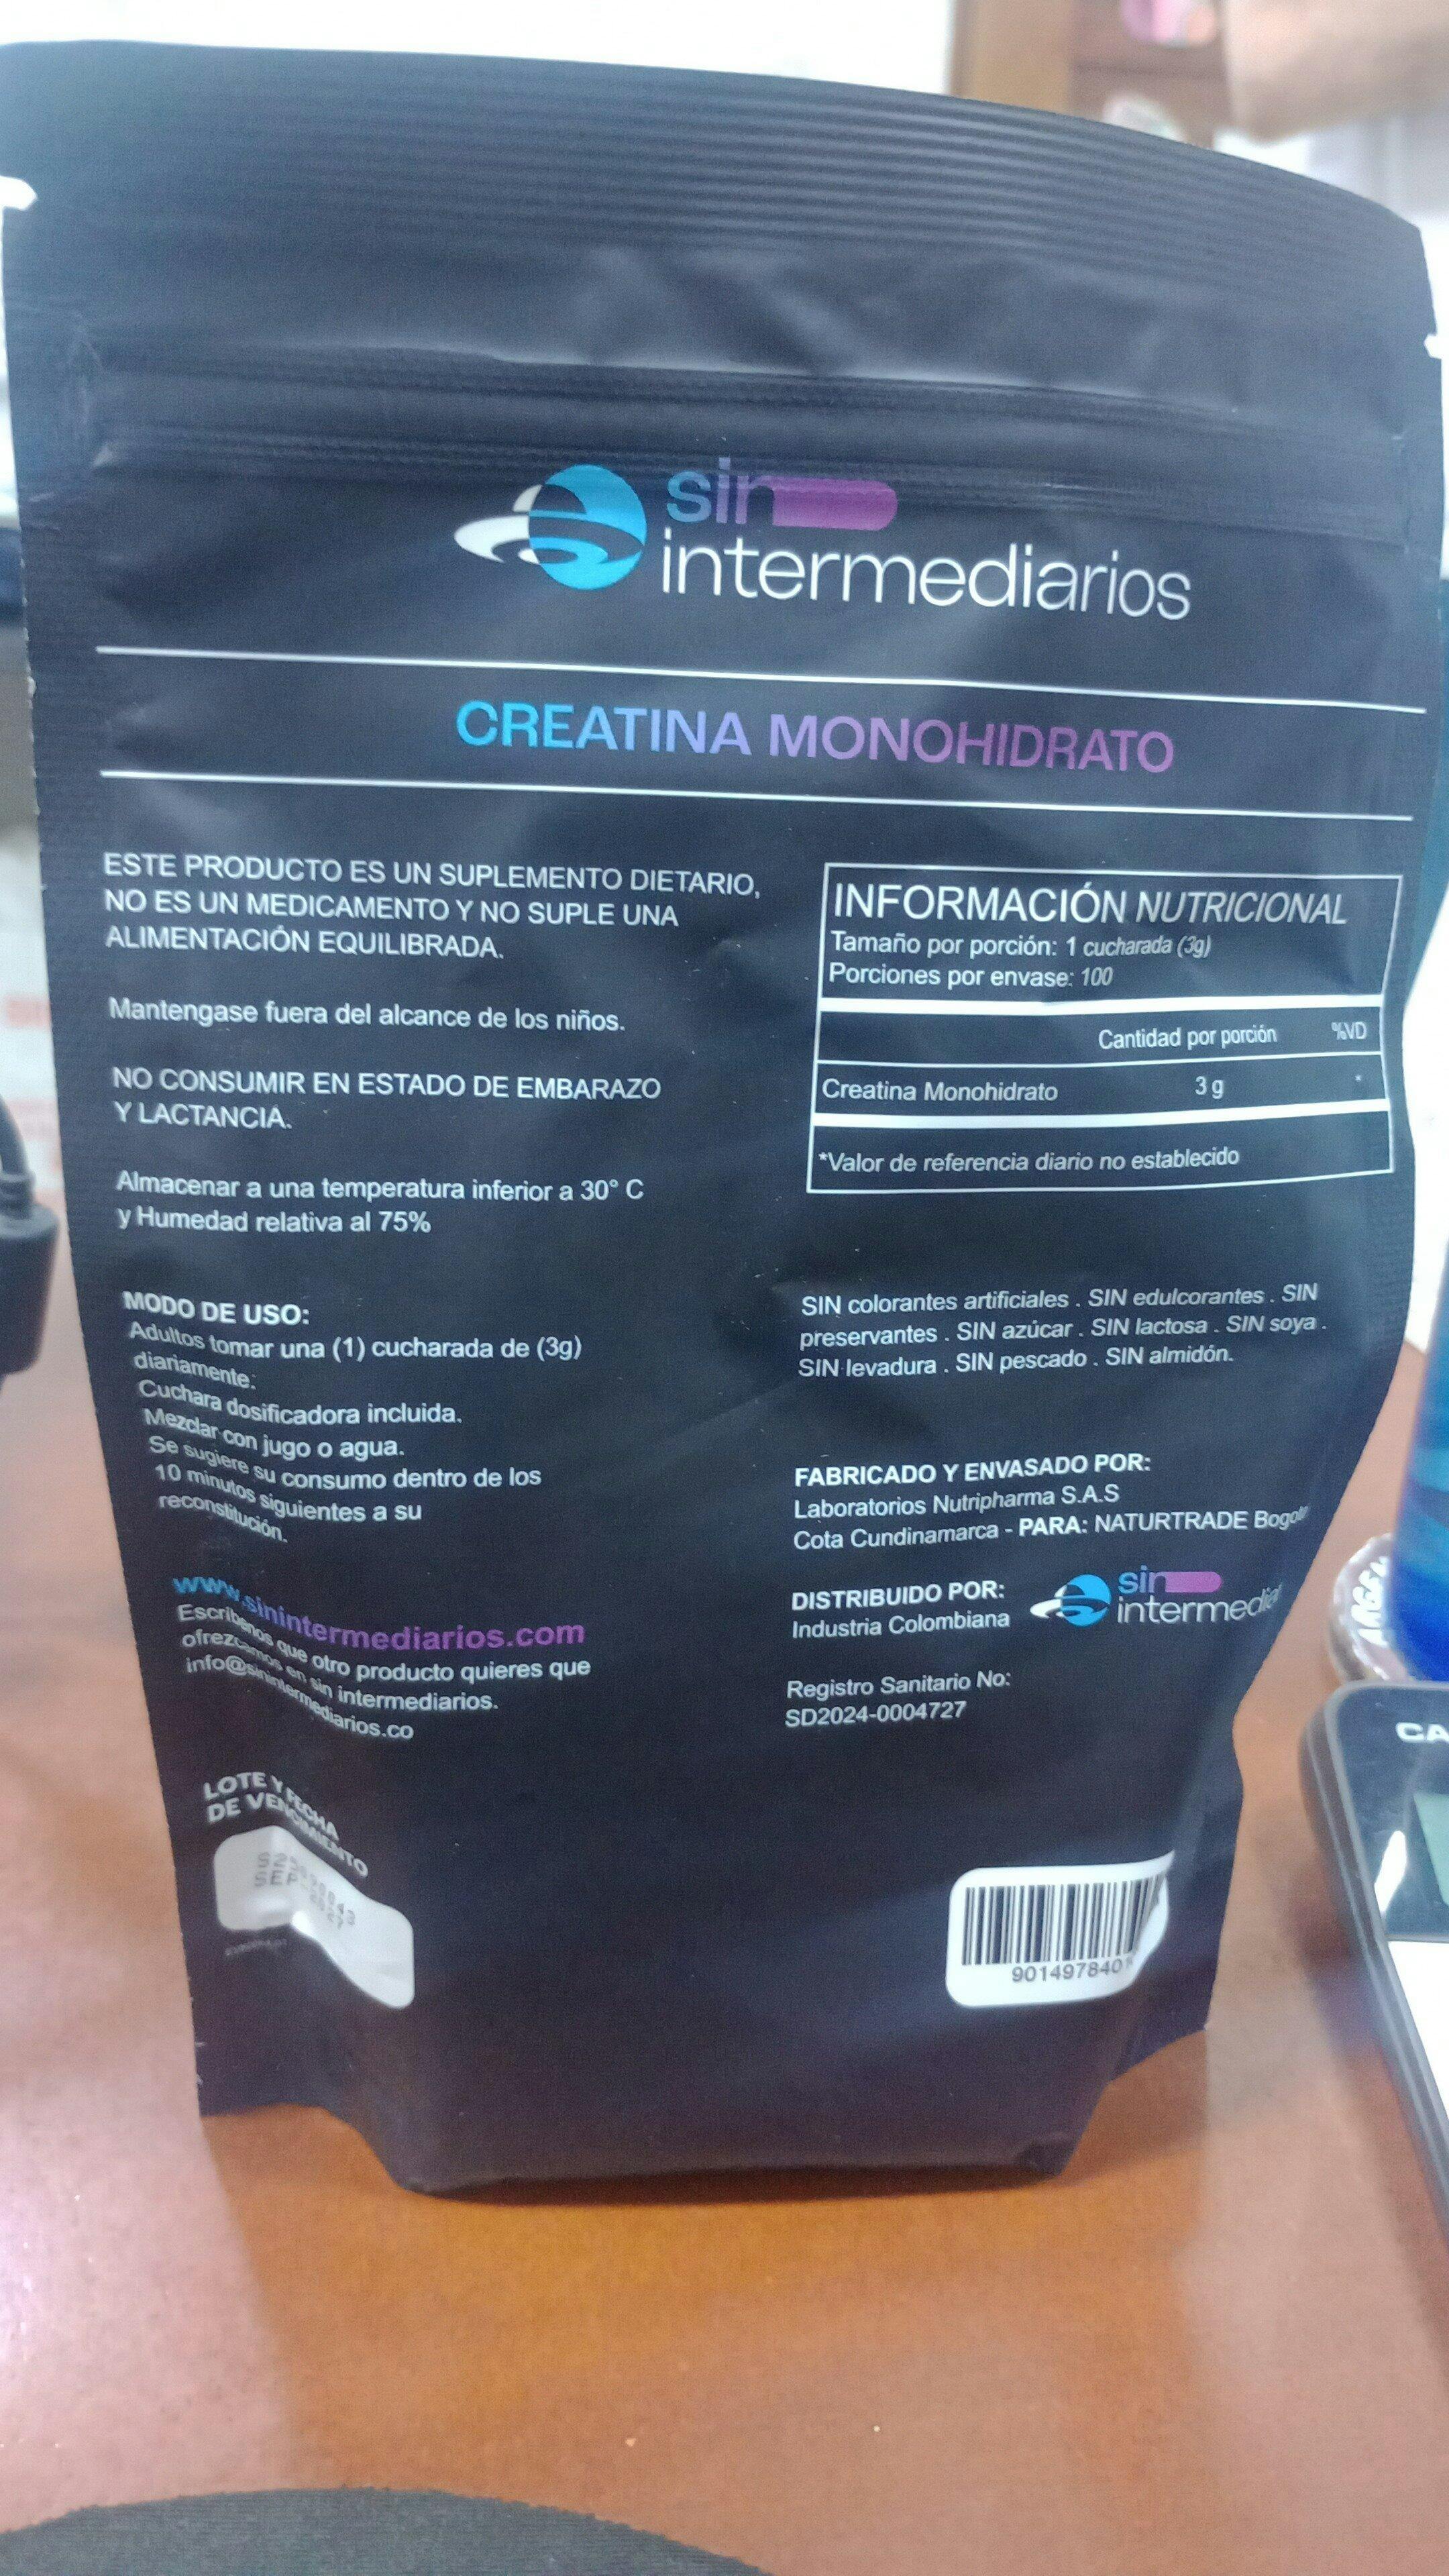 sin
intermediarios
CREATINA MONOHIDRATO
ESTE PRODUCTO ES UN SUPLEMENTO DIETARIO,
NO ES UN MEDICAMENTO Y NO SUPLE UNA
ALIMENTACIÓN EQUILIBRADA.
Mantengase fuera del alcance de los niños.
NO CONSUMIR EN ESTADO DE EMBARAZO
Y LACTANCIA.
Almacenar a una temperatura inferior a 30° C
y Humedad relativa al 75%
MODO DE USO:
Adultos tomar una (1) cucharada de (3g)
diariamente:
Cuchara dosificadora incluida.
Mezclar con jugo o agua.
Se sugiere su consumo dentro de los
10 minutos siguientes a su
reconstitución.
www.sinintermediarios.com
Escribenos que otro producto quieres que
ofrezcamos en sin intermediarios.
info@sinintermediarios.co
LOTE Y FECHA
DE VENCIMIENTO
SEP
INFORMACIÓN NUTRICIONAL
Tamaño por porción: 1 cucharada (3g)
Porciones por envase: 100
Cantidad por porción %VD
Creatina Monohidrato 3 g *
*Valor de referencia diario no establecido
SIN colorantes artificiales . SIN edulcorantes . SIN
preservantes . SIN azúcar . SIN lactosa . SIN soya .
SIN levadura . SIN pescado . SIN almidón.
FABRICADO Y ENVASADO POR:
Laboratorios Nutripharma S.A.S
Cota Cundinamarca - PARA: NATURTRADE
DISTRIBUIDO POR:
Industria Colombiana
sin
Registro Sanitario No:
SD2024-0004727
90149784
CA